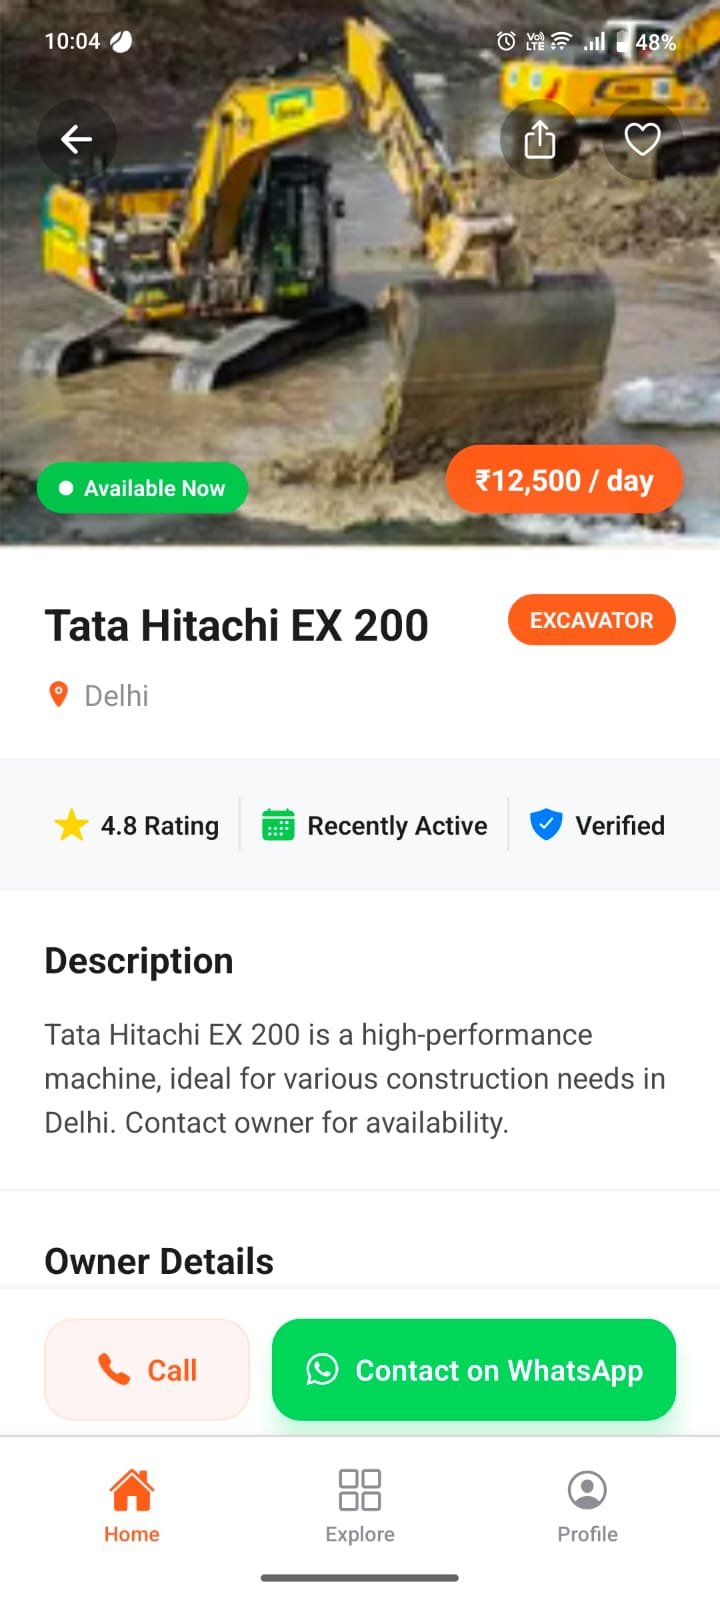 10:04
Vo)) LTE 48%
Available Now
₹12,500 / day
Tata Hitachi EX 200
EXCAVATOR
Delhi
4.8 Rating
Recently Active
Verified
Description
Tata Hitachi EX 200 is a high-performance
machine, ideal for various construction needs in
Delhi. Contact owner for availability.
Owner Details
Call
Contact on WhatsApp
Home
Explore
Profile